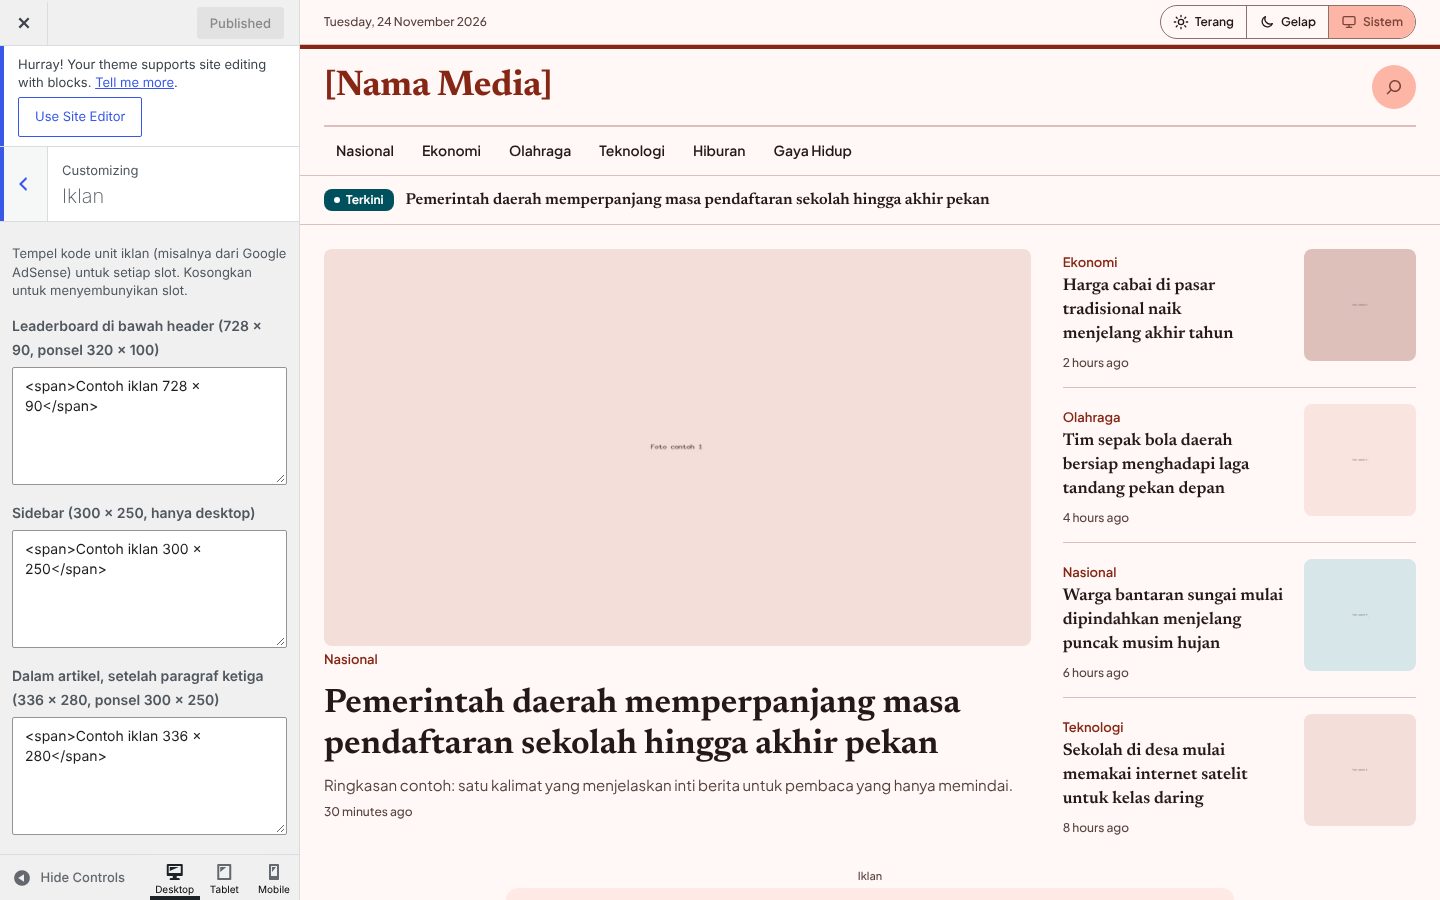 Published
Hurray! Your theme supports site editing
with blocks. Tell me more.
Use Site Editor
Customizing
Iklan
Tempel kode unit iklan (misalnya dari Google
AdSense) untuk setiap slot. Kosongkan
untuk menyembunyikan slot.
Leaderboard di bawah header (728 ×
90, ponsel 320 × 100)
<span>Contoh iklan 728 ×
90</span>
Sidebar (300 × 250, hanya desktop)
<span>Contoh iklan 300 ×
250</span>
Dalam artikel, setelah paragraf ketiga
(336 × 280, ponsel 300 × 250)
<span>Contoh iklan 336 ×
280</span>
Hide Controls
Desktop
Tablet
Mobile
Tuesday, 24 November 2026
Terang
Gelap
Sistem
[Nama Media]
Nasional
Ekonomi
Olahraga
Teknologi
Hiburan
Gaya Hidup
Terkini
Pemerintah daerah memperpanjang masa pendaftaran sekolah hingga akhir pekan
Foto contoh 1
Nasional
Pemerintah daerah memperpanjang masa
pendaftaran sekolah hingga akhir pekan
Ringkasan contoh: satu kalimat yang menjelaskan inti berita untuk pembaca yang hanya memindai.
30 minutes ago
Ekonomi
Harga cabai di pasar
tradisional naik
menjelang akhir tahun
2 hours ago
Olahraga
Tim sepak bola daerah
bersiap menghadapi laga
tandang pekan depan
4 hours ago
Nasional
Warga bantaran sungai mulai
dipindahkan menjelang
puncak musim hujan
6 hours ago
Teknologi
Sekolah di desa mulai
memakai internet satelit
untuk kelas daring
8 hours ago
Iklan